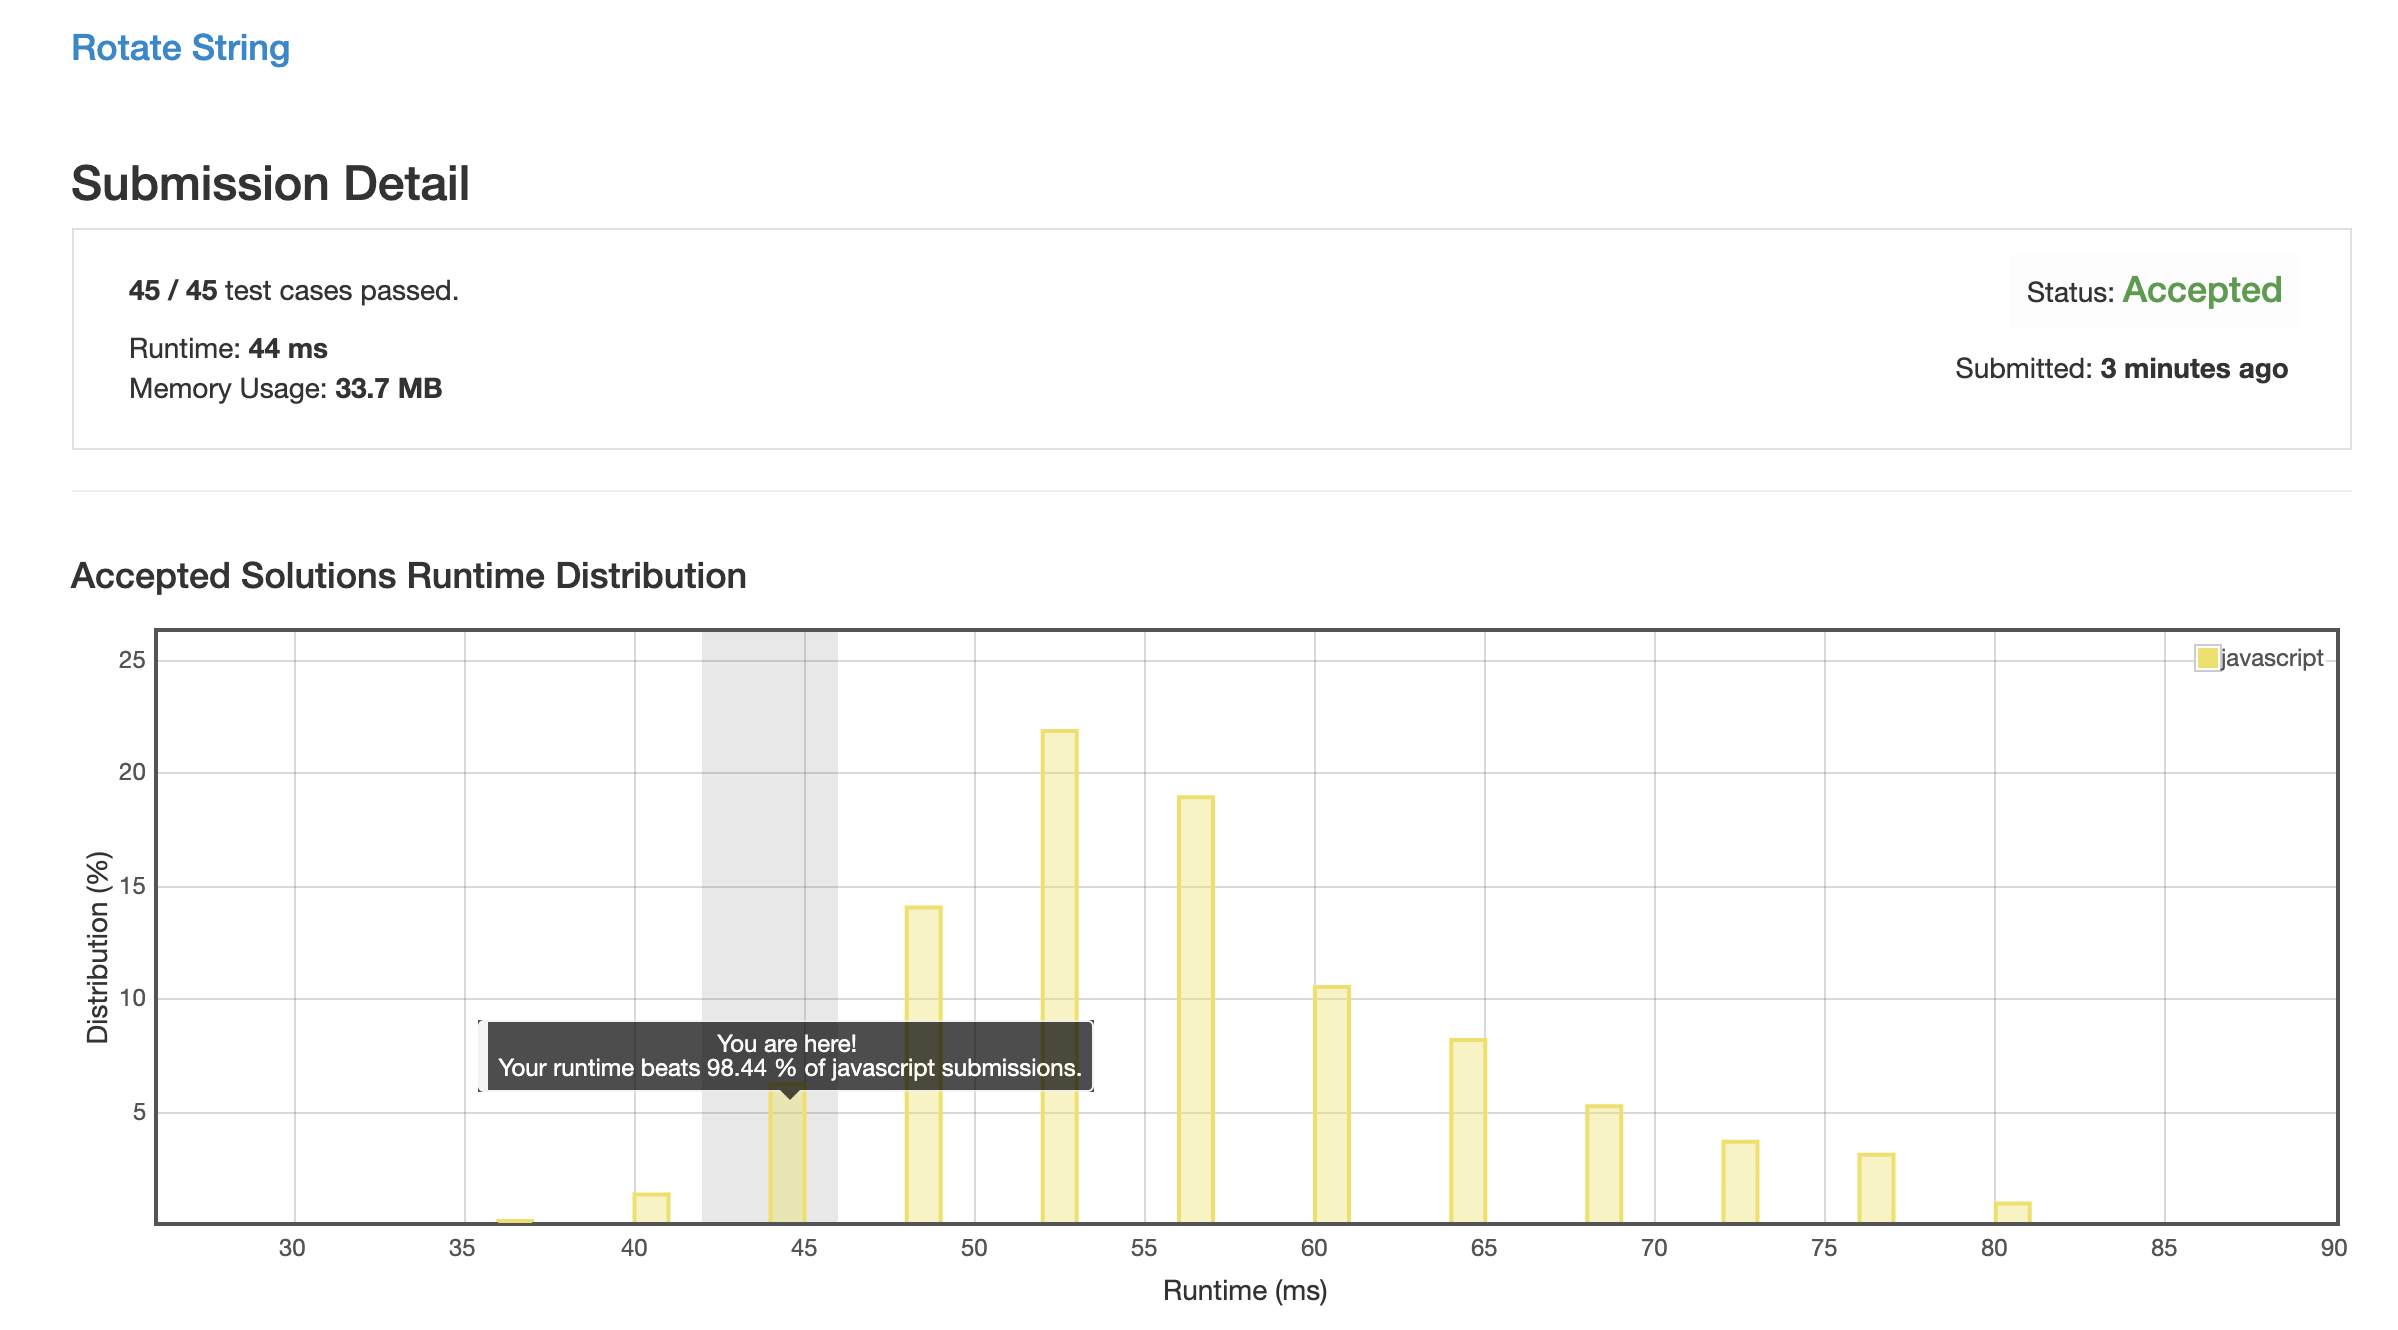 Rotate String
Submission Detail
45 / 45 test cases passed.
Status: Accepted
Runtime: 44 ms
Memory Usage: 33.7 MB
Submitted: 3 minutes ago
Accepted Solutions Runtime Distribution
25
20
15
10
5
Distribution (%)
javascript
You are here!
Your runtime beats 98.44 % of javascript submissions.
30 35 40 45 50 55 60 65 70 75 80 85 90
Runtime (ms)